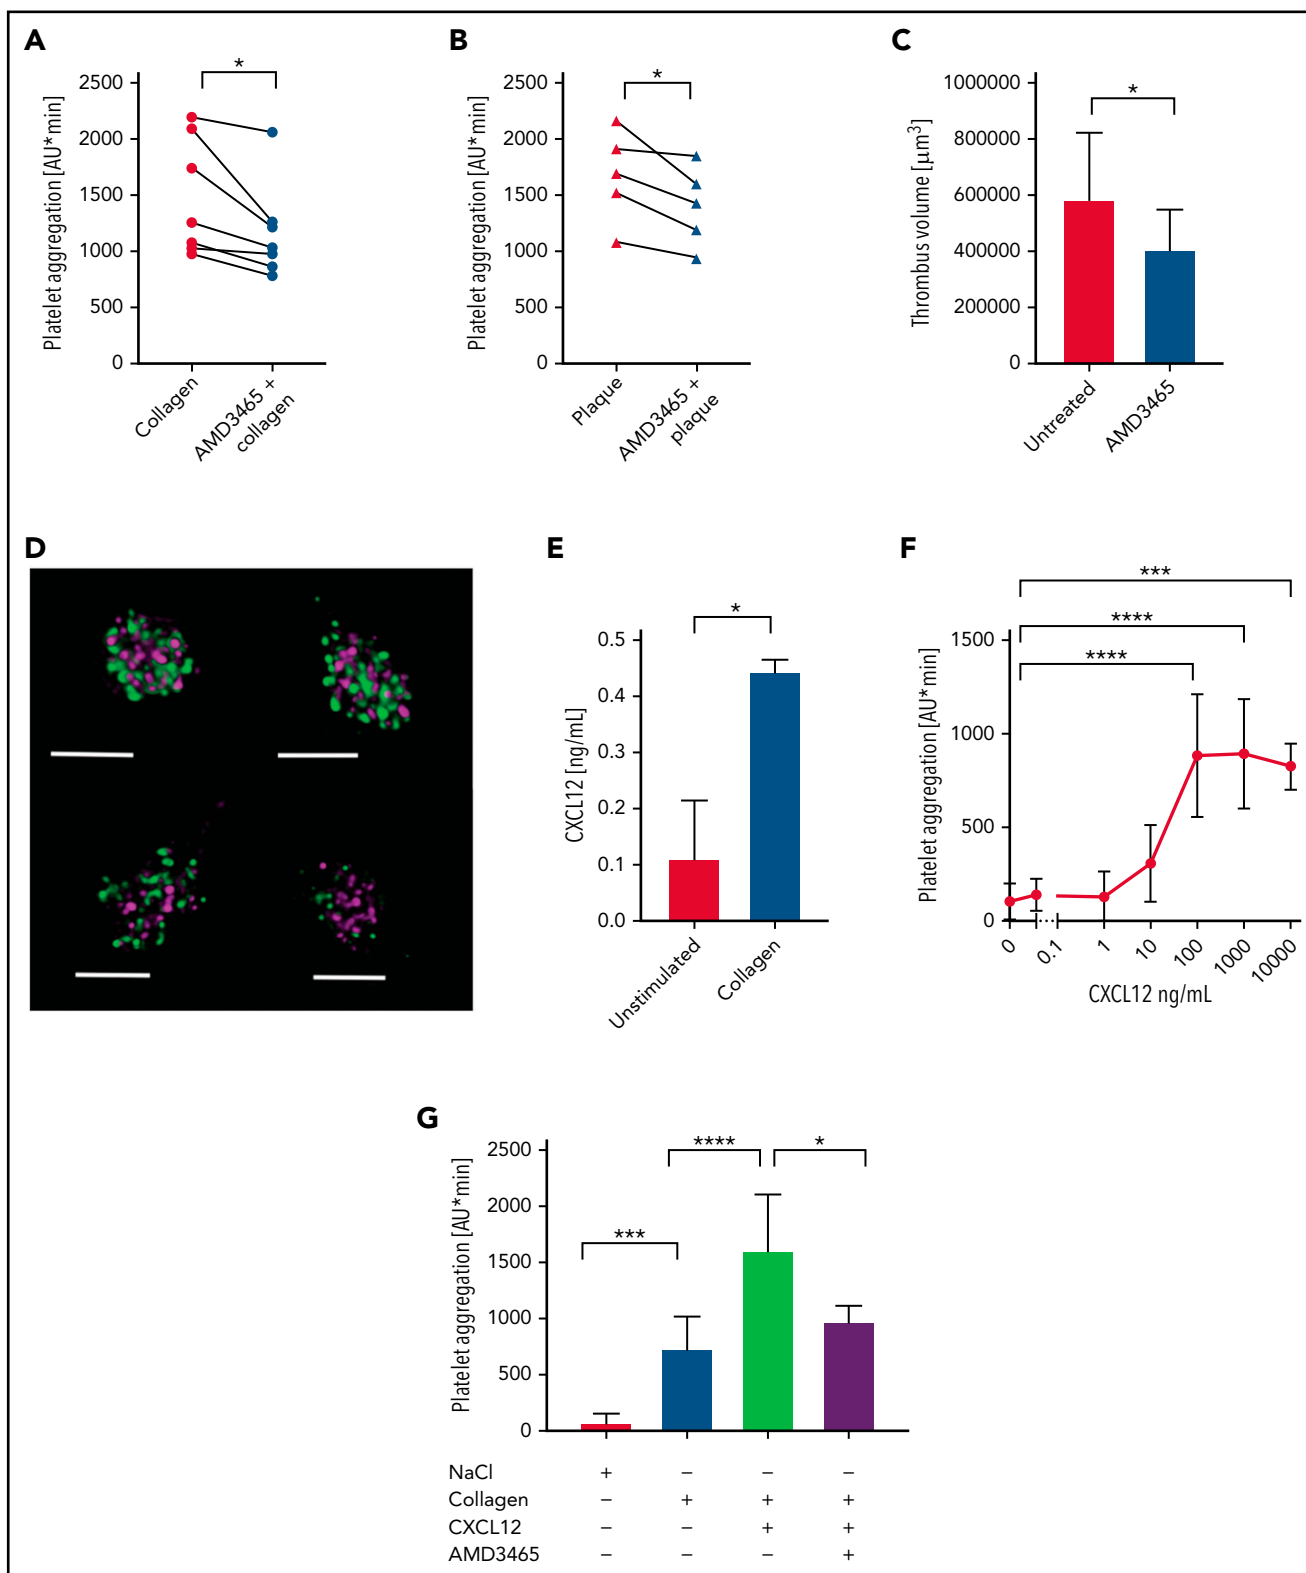 A
Platelet aggregation [AU*min]
2500
2000
1500
1000
500
0
*
Collagen
AMD3465 +
collagen
B
Platelet aggregation [AU*min]
2500
2000
1500
1000
500
0
*
Plaque
AMD3465 +
plaque
C
Thrombus volume [μm³]
1000000
800000
600000
400000
200000
0
*
Untreated
AMD3465
D
E
CXCL12 [ng/mL]
0.5
0.4
0.3
0.2
0.1
0.0
*
Unstimulated
Collagen
F
Platelet aggregation [AU*min]
1500
1000
500
0
***
****
****
0
0.1
1
10
100
1000
10000
CXCL12 ng/mL
G
Platelet aggregation [AU*min]
2500
2000
1500
1000
500
0
***
****
*
NaCl + – – –
Collagen – + + +
CXCL12 – – + +
AMD3465 – – – +